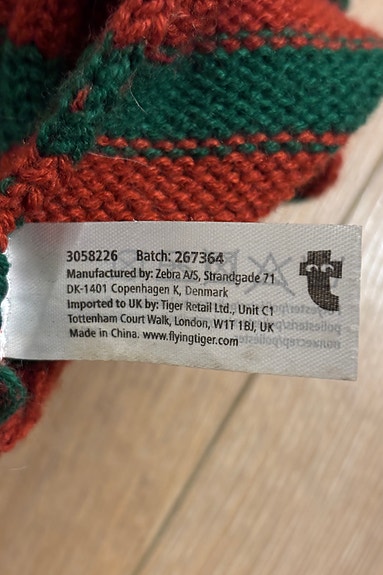 3058226 Batch: 267364
Manufactured by: Zebra A/S, Strandgade 71
DK-1401 Copenhagen K, Denmark
Imported to UK by: Tiger Retail Ltd., Unit C1
Tottenham Court Walk, London, W1T 1BJ, UK
Made in China. www.flyingtiger.com